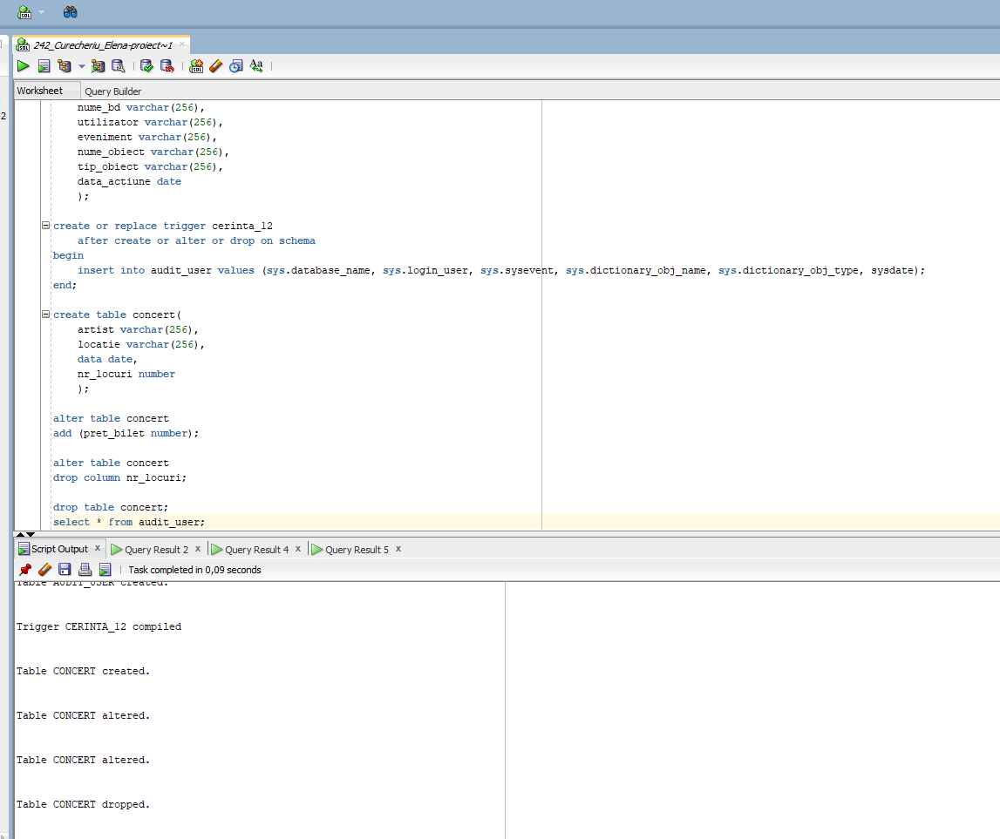 SQL
242_Curecheriu_Elena-proiect~1
Worksheet Query Builder
2
nume_bd varchar(256),
utilizator varchar(256),
eveniment varchar(256),
nume_obiect varchar(256),
tip_obiect varchar(256),
data_actiune date
);
create or replace trigger cerinta_12
after create or alter or drop on schema
begin
insert into audit_user values (sys.database_name, sys.login_user, sys.sysevent, sys.dictionary_obj_name, sys.dictionary_obj_type, sysdate);
end;
create table concert(
artist varchar(256),
locatie varchar(256),
data date,
nr_locuri number
);
alter table concert
add (pret_bilet number);
alter table concert
drop column nr_locuri;
drop table concert;
select * from audit_user;
Script Output x Query Result 2 x Query Result 4 x Query Result 5 x
Task completed in 0,09 seconds
Table AUDIT_USER created.
Trigger CERINTA_12 compiled
Table CONCERT created.
Table CONCERT altered.
Table CONCERT altered.
Table CONCERT dropped.